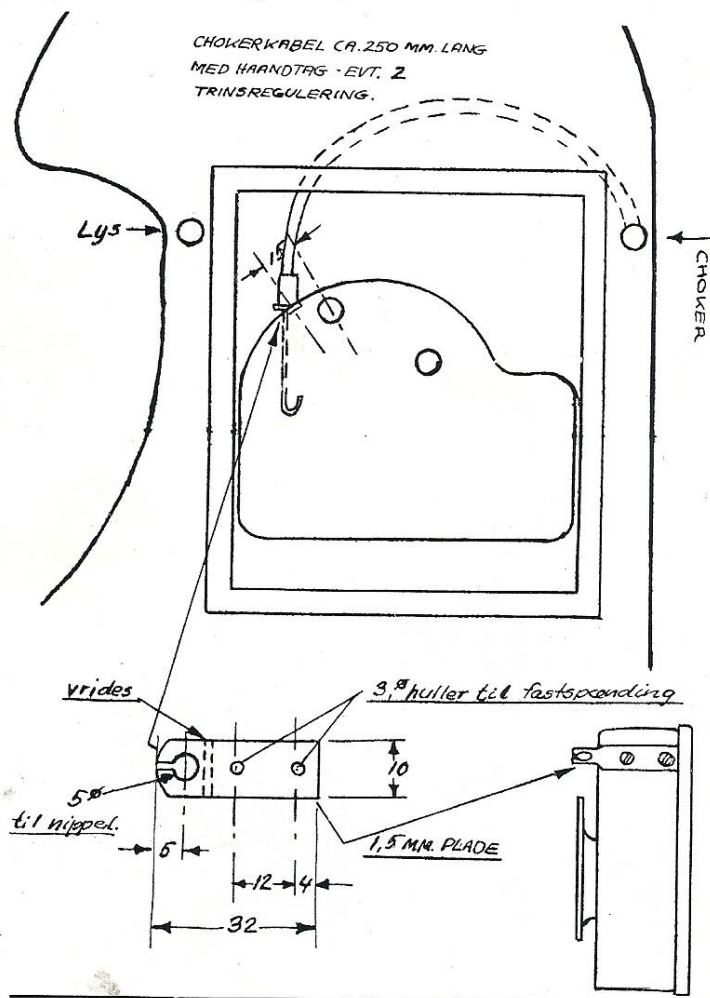 CHOKERKABEL CA. 250 MM. LANG
MED HAANDTAG - EVT. 2
TRINSREGULERING.
Lys
CHOKER
15
vrides
3,ø huller til fastspænding
10
5ø
til nippel.
1,5 MM. PLADE
6
12
4
32